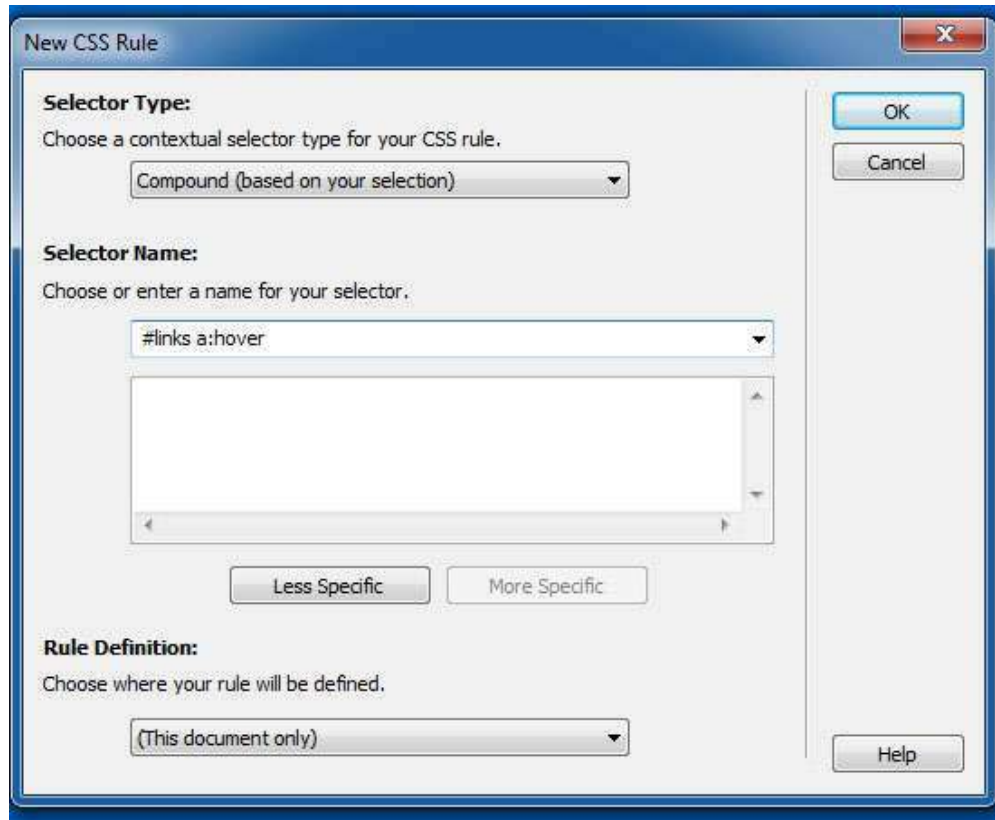 New CSS Rule
Selector Type:
Choose a contextual selector type for your CSS rule.
Compound (based on your selection)
OK
Cancel
Selector Name:
Choose or enter a name for your selector.
#links a:hover
Less Specific
More Specific
Rule Definition:
Choose where your rule will be defined.
(This document only)
Help